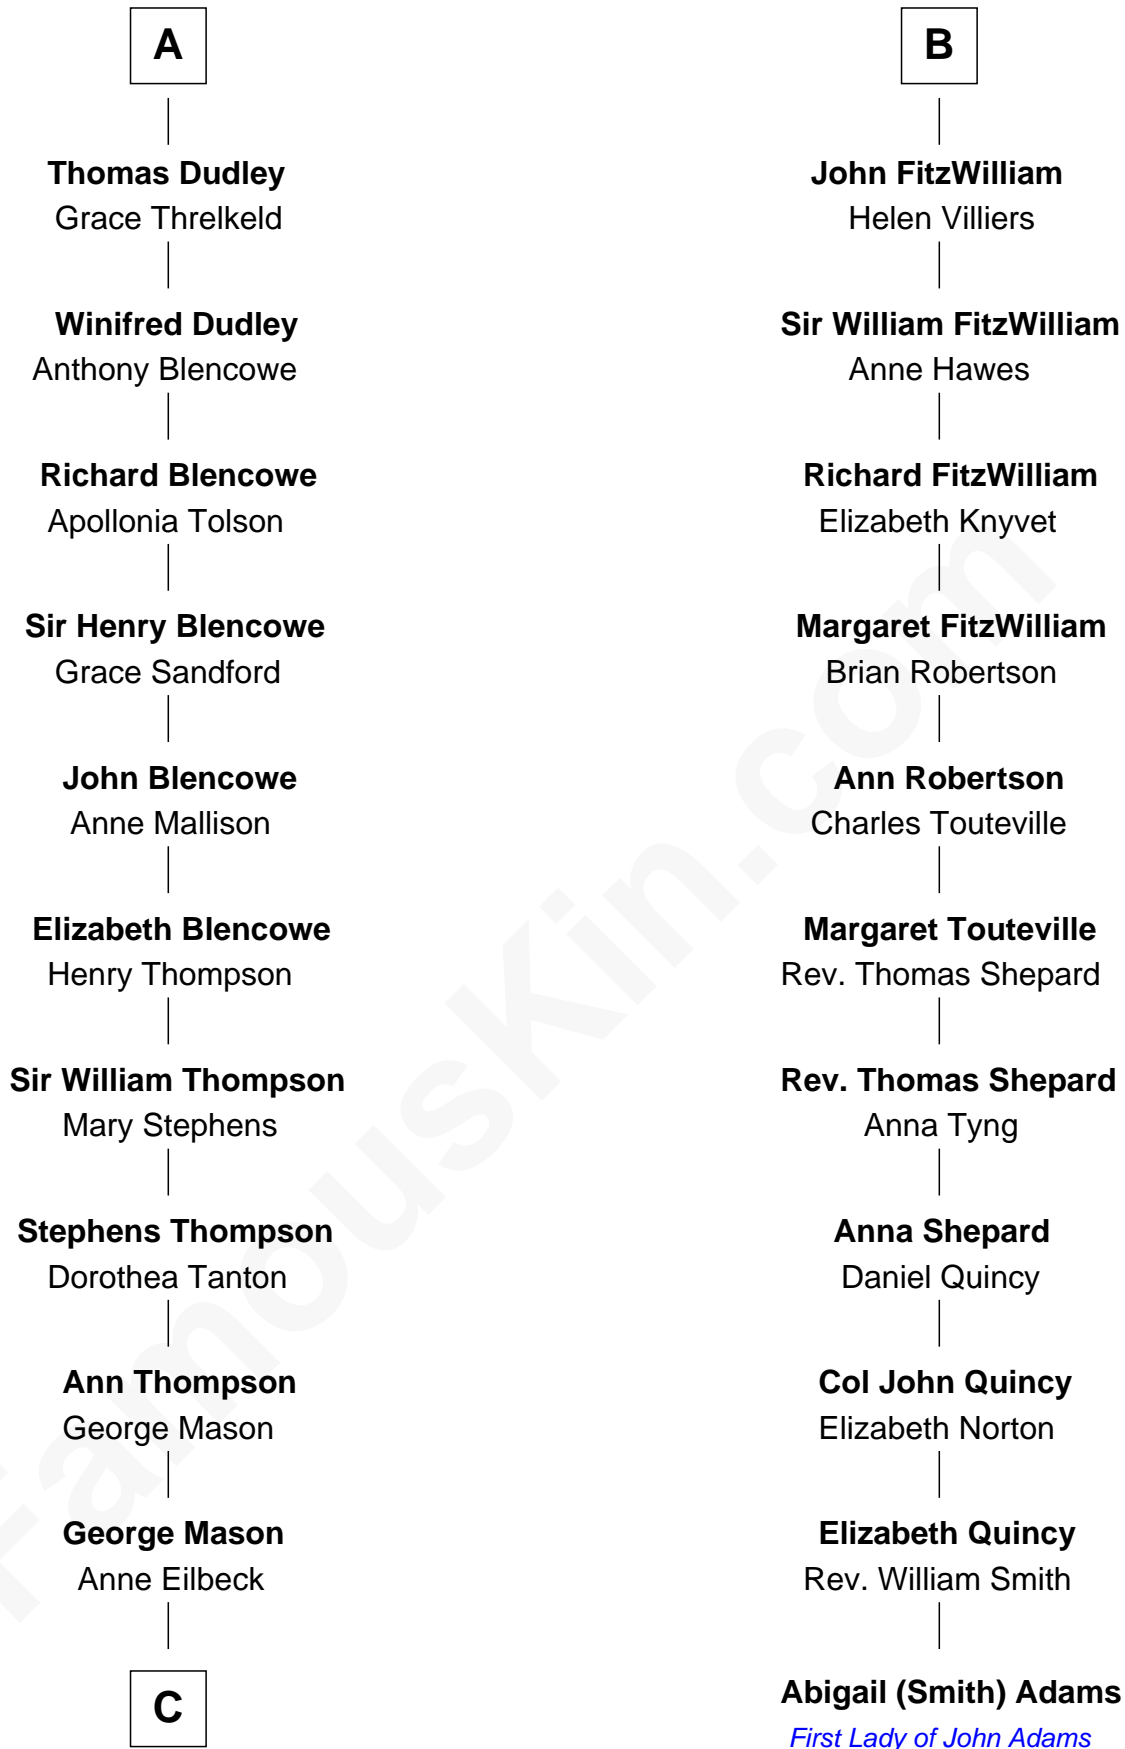 A
Thomas Dudley
Grace Threlkeld
Winifred Dudley
Anthony Blencowe
Richard Blencowe
Apollonia Tolson
Sir Henry Blencowe
Grace Sandford
John Blencowe
Anne Mallison
Elizabeth Blencowe
Henry Thompson
Sir William Thompson
Mary Stephens
Stephens Thompson
Dorothea Tanton
Ann Thompson
George Mason
George Mason
Anne Eilbeck
C
B
John FitzWilliam
Helen Villiers
Sir William FitzWilliam
Anne Hawes
Richard FitzWilliam
Elizabeth Knyvet
Margaret FitzWilliam
Brian Robertson
Ann Robertson
Charles Touteville
Margaret Touteville
Rev. Thomas Shepard
Rev. Thomas Shepard
Anna Tyng
Anna Shepard
Daniel Quincy
Col John Quincy
Elizabeth Norton
Elizabeth Quincy
Rev. William Smith
Abigail (Smith) Adams
First Lady of John Adams
FamousKin.com